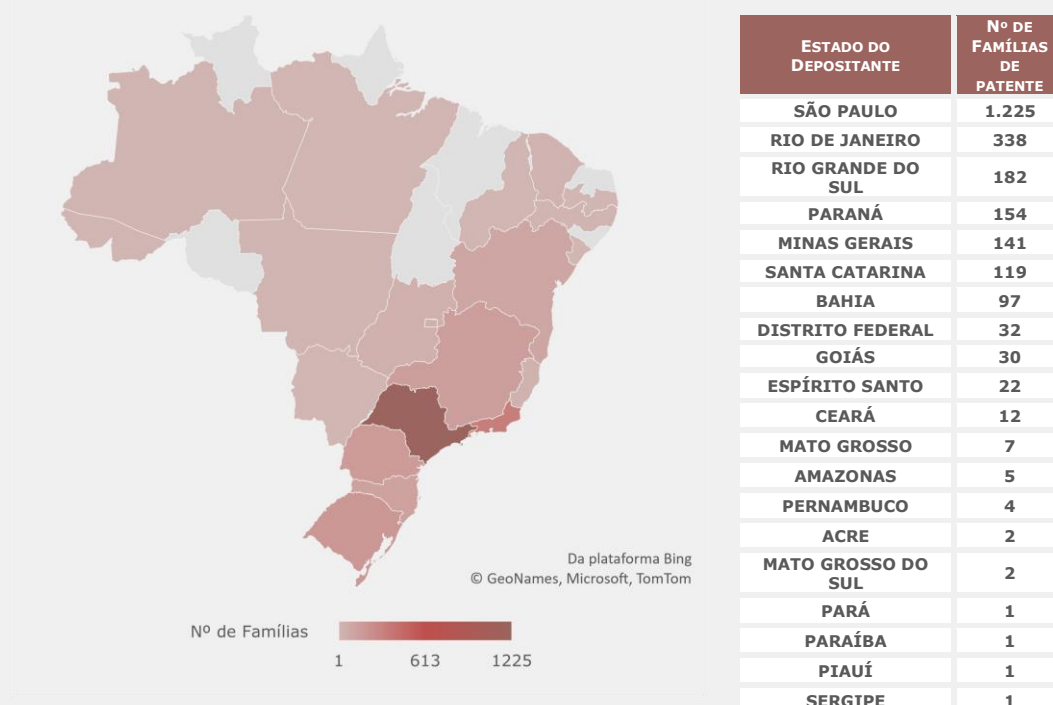 Da plataforma Bing
© GeoNames, Microsoft, TomTom
Nº de Famílias
1 613 1225
ESTADO DO DEPOSITANTE Nº DE FAMÍLIAS DE PATENTE
SÃO PAULO 1.225
RIO DE JANEIRO 338
RIO GRANDE DO SUL 182
PARANÁ 154
MINAS GERAIS 141
SANTA CATARINA 119
BAHIA 97
DISTRITO FEDERAL 32
GOIÁS 30
ESPÍRITO SANTO 22
CEARÁ 12
MATO GROSSO 7
AMAZONAS 5
PERNAMBUCO 4
ACRE 2
MATO GROSSO DO SUL 2
PARÁ 1
PARAÍBA 1
PIAUÍ 1
SERGIPE 1